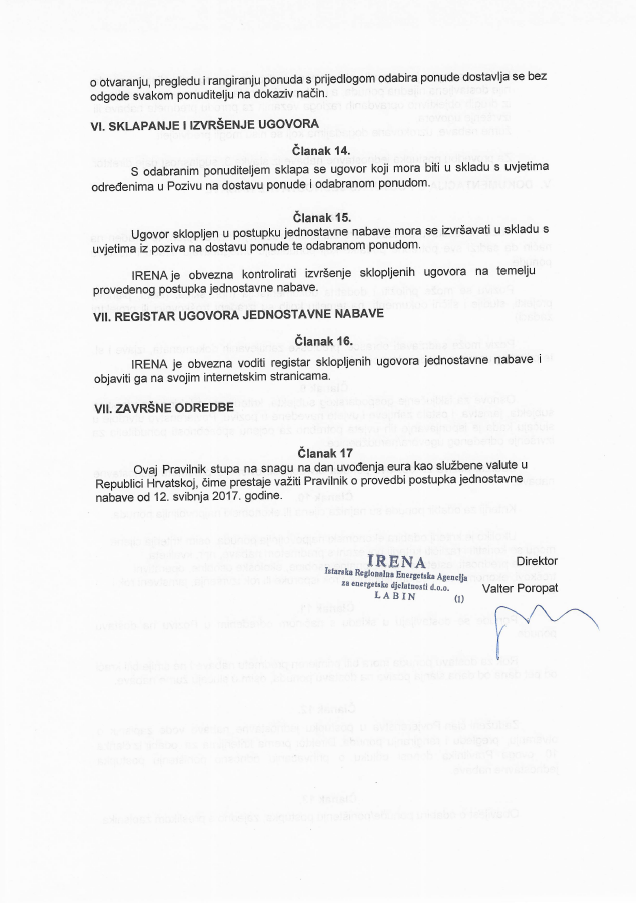 o otvaranju, pregledu i rangiranju ponuda s prijedlogom odabira ponude dostavlja se bez
odgode svakom ponuditelju na dokaziv način.
VI. SKLAPANJE I IZVRŠENJE UGOVORA
Članak 14.
S odabranim ponuditeljem sklapa se ugovor koji mora biti u skladu s uvjetima
određenima u Pozivu na dostavu ponude i odabranom ponudom.
Članak 15.
Ugovor sklopljen u postupku jednostavne nabave mora se izvršavati u skladu s
uvjetima iz poziva na dostavu ponude te odabranom ponudom.
IRENA je obvezna kontrolirati izvršenje sklopljenih ugovora na temelju
provedenog postupka jednostavne nabave.
VII. REGISTAR UGOVORA JEDNOSTAVNE NABAVE
Članak 16.
IRENA je obvezna voditi registar sklopljenih ugovora jednostavne nabave i
objaviti ga na svojim internetskim stranicama.
VII. ZAVRŠNE ODREDBE
Članak 17
Ovaj Pravilnik stupa na snagu na dan uvođenja eura kao službene valute u
Republici Hrvatskoj, čime prestaje važiti Pravilnik o provedbi postupka jednostavne
nabave od 12. svibnja 2017. godine.
IRENA
Istarska Regionalna Energetska Agencija
za energetske djelatnosti d.o.o.
LABIN (1)
Direktor
Valter Poropat